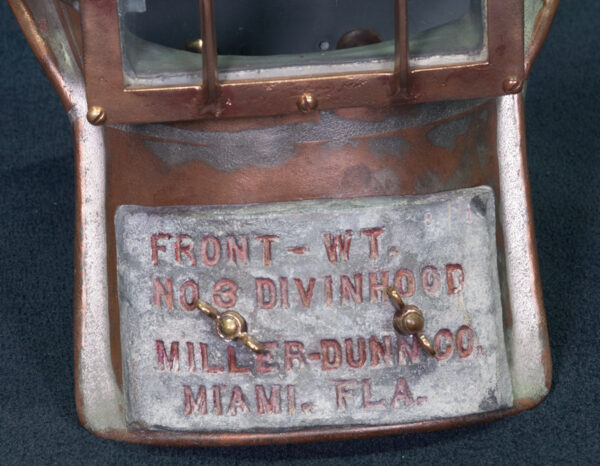 FRONT - WT.
NO 3 DIVINHOOD
MILLER-DUNN CO.
MIAMI. FLA.